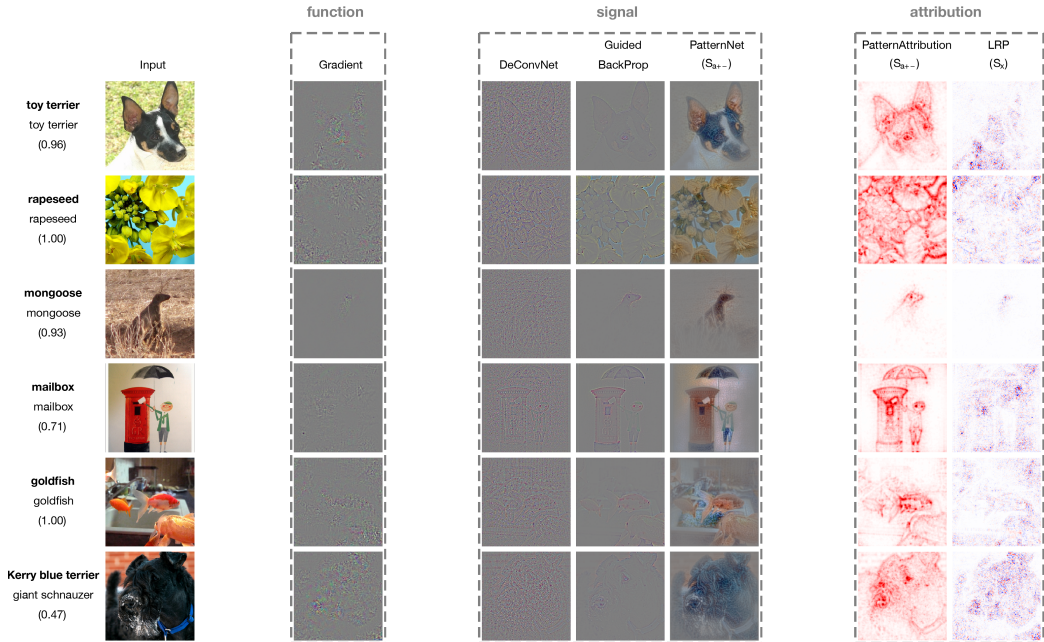 function
signal
attribution
Input
Gradient
DeConvNet
Guided
BackProp
PatternNet
(Sa+−)
PatternAttribution
(Sa+−)
LRP
(Sx)
toy terrier
toy terrier
(0.96)
rapeseed
rapeseed
(1.00)
mongoose
mongoose
(0.93)
mailbox
mailbox
(0.71)
goldfish
goldfish
(1.00)
Kerry blue terrier
giant schnauzer
(0.47)